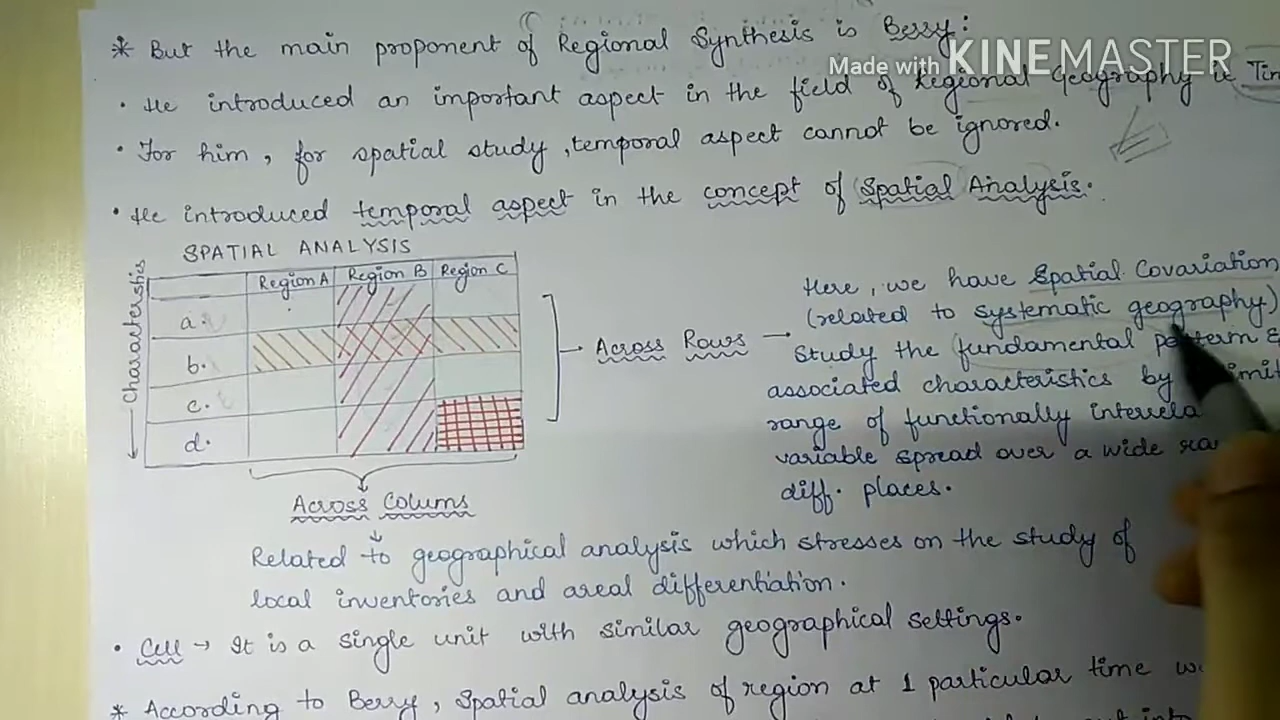 * But the main proponent of Regional Synthesis is Berry:
Made with KINEMASTER
• He introduced an important aspect in the field of Regional Geography ie
• For him, for spatial study, temporal aspect cannot be ignored.
• He introduced temporal aspect in the concept of Spatial Analysis.
SPATIAL ANALYSIS
Characteristics
Region A Region B Region C
a.
b.
c.
d.
Across Rows →
Here, we have Spatial Covariation
(related to systematic geography)
study the fundamental pattern &
associated characteristics by
range of functionally
variable spread over a wide
diff. places.
Across Colums
Related to geographical analysis which stresses on the study of
local inventories and areal differentiation.
• Cell → It is a single unit with similar geographical settings.
* According to Berry, Spatial analysis of region at 1 particular time